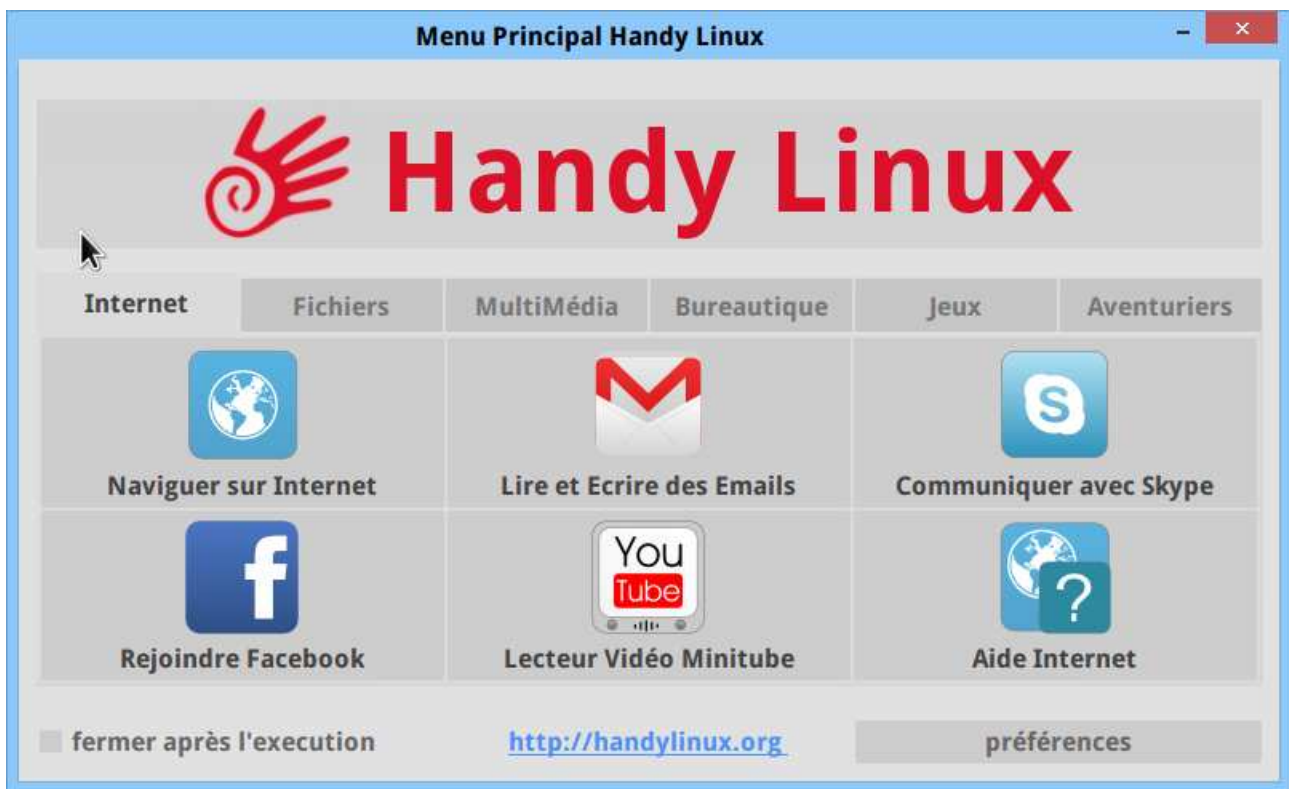 Menu Principal Handy Linux
Handy Linux
Internet Fichiers MultiMédia Bureautique Jeux Aventuriers
S
Naviguer sur Internet Lire et Ecrire des Emails Communiquer avec Skype
f
You
Tube
?
Rejoindre Facebook Lecteur Vidéo Minitube Aide Internet
fermer après l'execution http://handylinux.org préférences